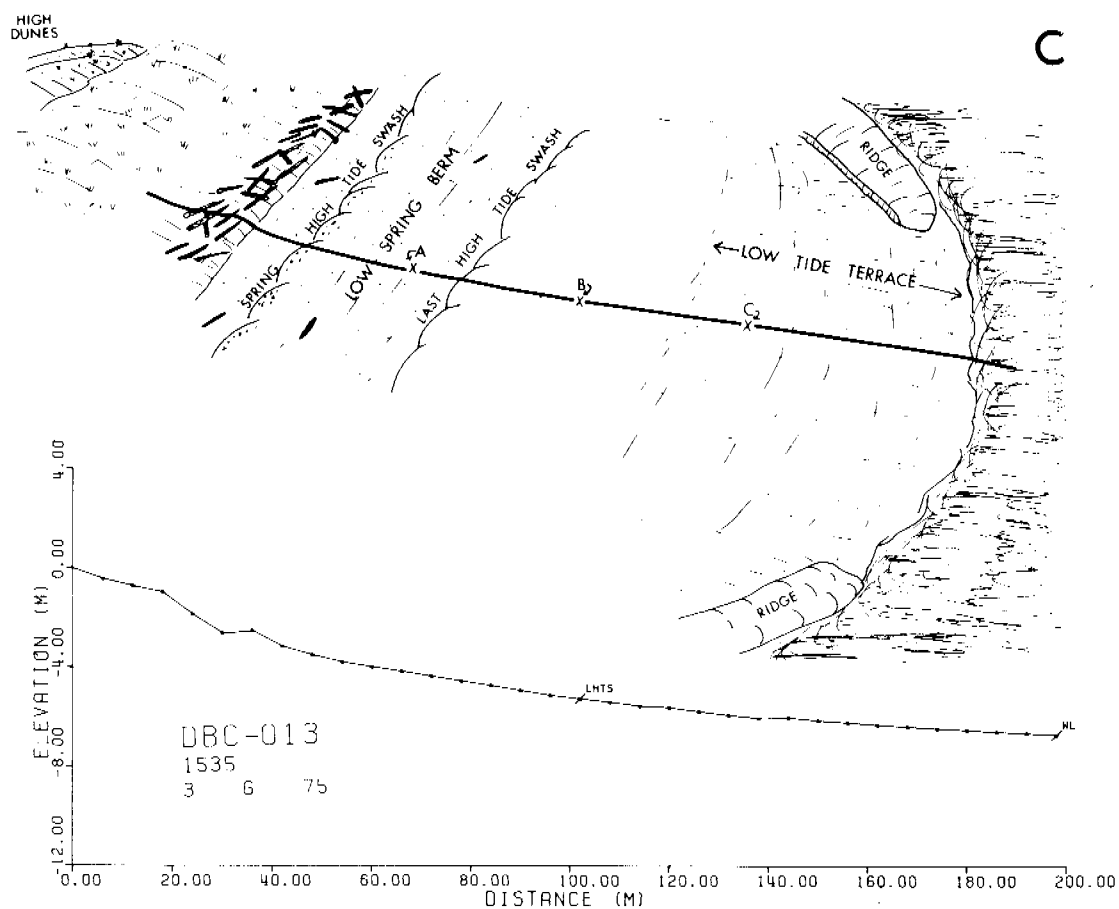 HIGH
DUNES
C
SPRING HIGH TIDE SWASH
LOW SPRING BERM
LAST HIGH TIDE SWASH
RIDGE
LOW TIDE TERRACE
A
B
C2
RIDGE
4.00
0.00
-4.00
-8.00
-12.00
ELEVATION (M)
LHTS
WL
DBC-013
1535
3 6 75
0.00 20.00 40.00 60.00 80.00 100.00 120.00 140.00 160.00 180.00 200.00
DISTANCE (M)